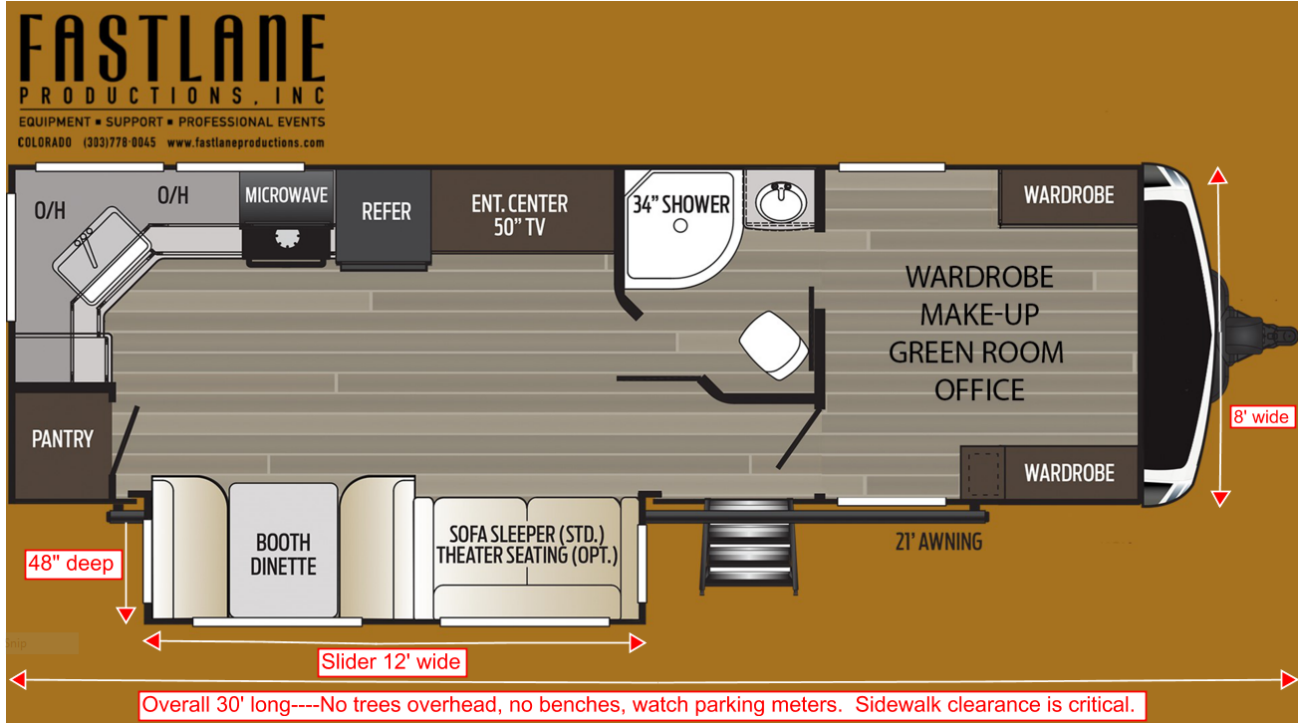 FASTLANE
PRODUCTIONS, INC
EQUIPMENT ▪ SUPPORT ▪ PROFESSIONAL EVENTS
COLORADO (303)778-0045 www.fastlaneproductions.com
O/H
O/H
MICROWAVE
REFER
ENT. CENTER
50" TV
34" SHOWER
WARDROBE
WARDROBE
MAKE-UP
GREEN ROOM
OFFICE
8' wide
PANTRY
WARDROBE
BOOTH
DINETTE
SOFA SLEEPER (STD.)
THEATER SEATING (OPT.)
21' AWNING
48" deep
Snip
Slider 12' wide
Overall 30' long----No trees overhead, no benches, watch parking meters. Sidewalk clearance is critical.